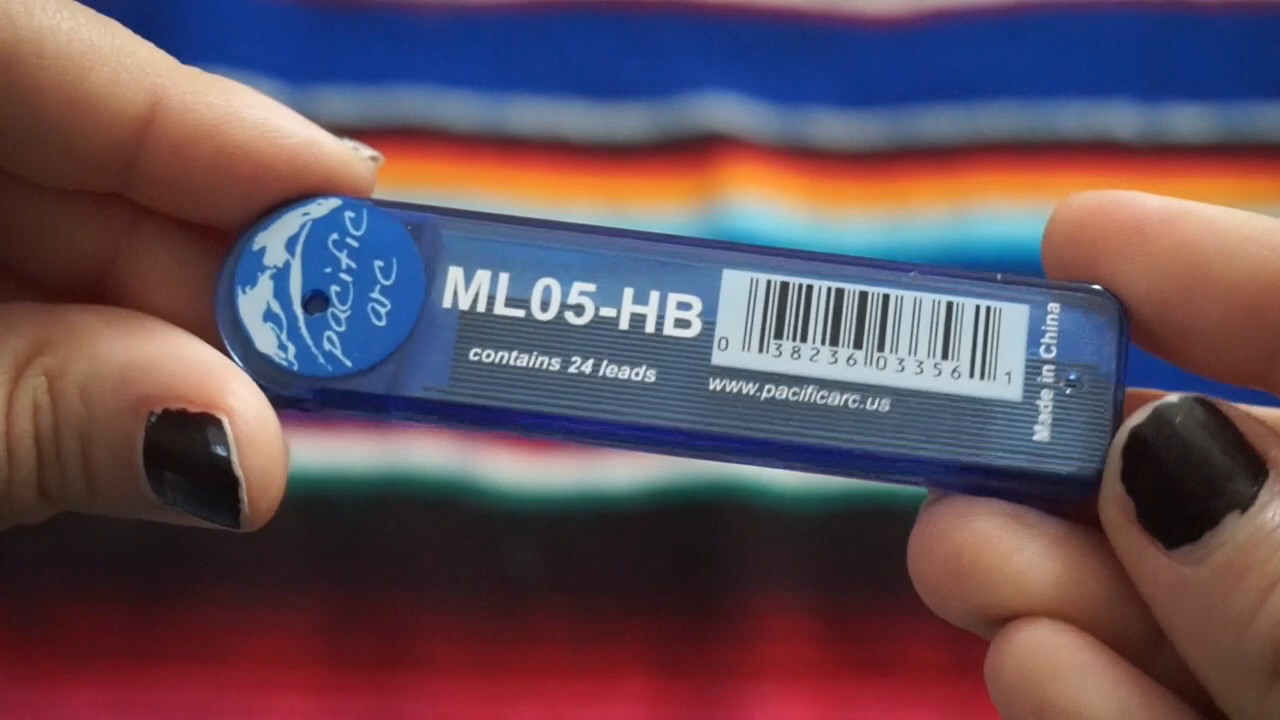 pacific
arc
ML05-HB
contains 24 leads
0 38236 03356 1
www.pacificarc.us
Made in China